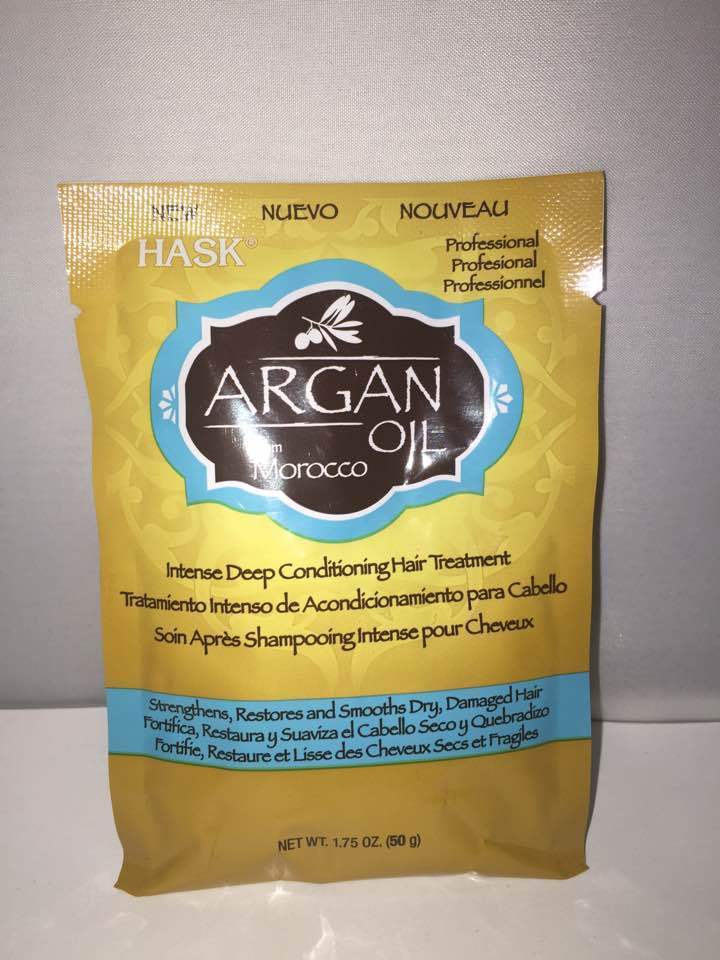 NEW NUEVO NOUVEAU
HASK®
Professional
Profesional
Professionnel
ARGAN
OIL
from
Morocco
Intense Deep Conditioning Hair Treatment
Tratamiento Intenso de Acondicionamiento para Cabello
Soin Après Shampooing Intense pour Cheveux
Strengthens, Restores and Smooths Dry, Damaged Hair
Fortifica, Restaura y Suaviza el Cabello Seco y Quebradizo
Fortifie, Restaure et Lisse des Cheveux Secs et Fragiles
NET WT. 1.75 OZ. (50 g)